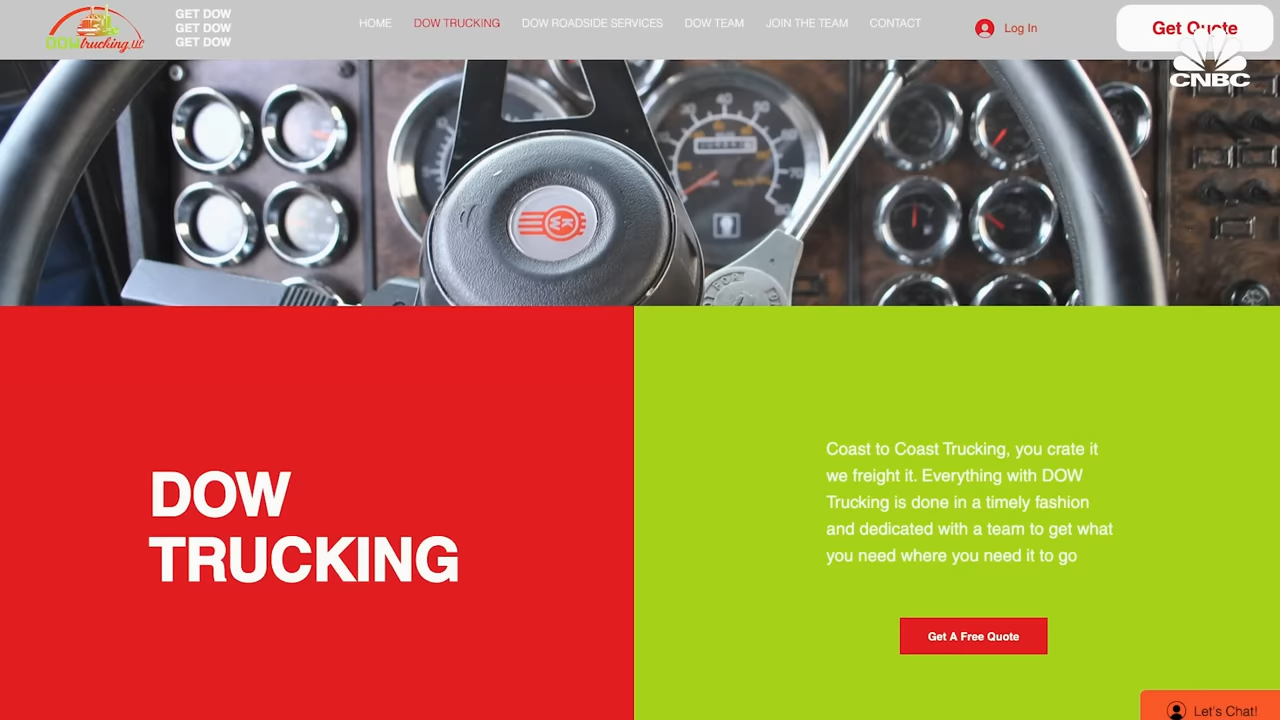 DOWtrucking,LLC
GET DOW
GET DOW
GET DOW
HOME
DOW TRUCKING
DOW ROADSIDE SERVICES
DOW TEAM
JOIN THE TEAM
CONTACT
Log In
Get Quote
CNBC
KW
DOW
TRUCKING
Coast to Coast Trucking, you crate it
we freight it. Everything with DOW
Trucking is done in a timely fashion
and dedicated with a team to get what
you need where you need it to go
Get A Free Quote
Let's Chat!